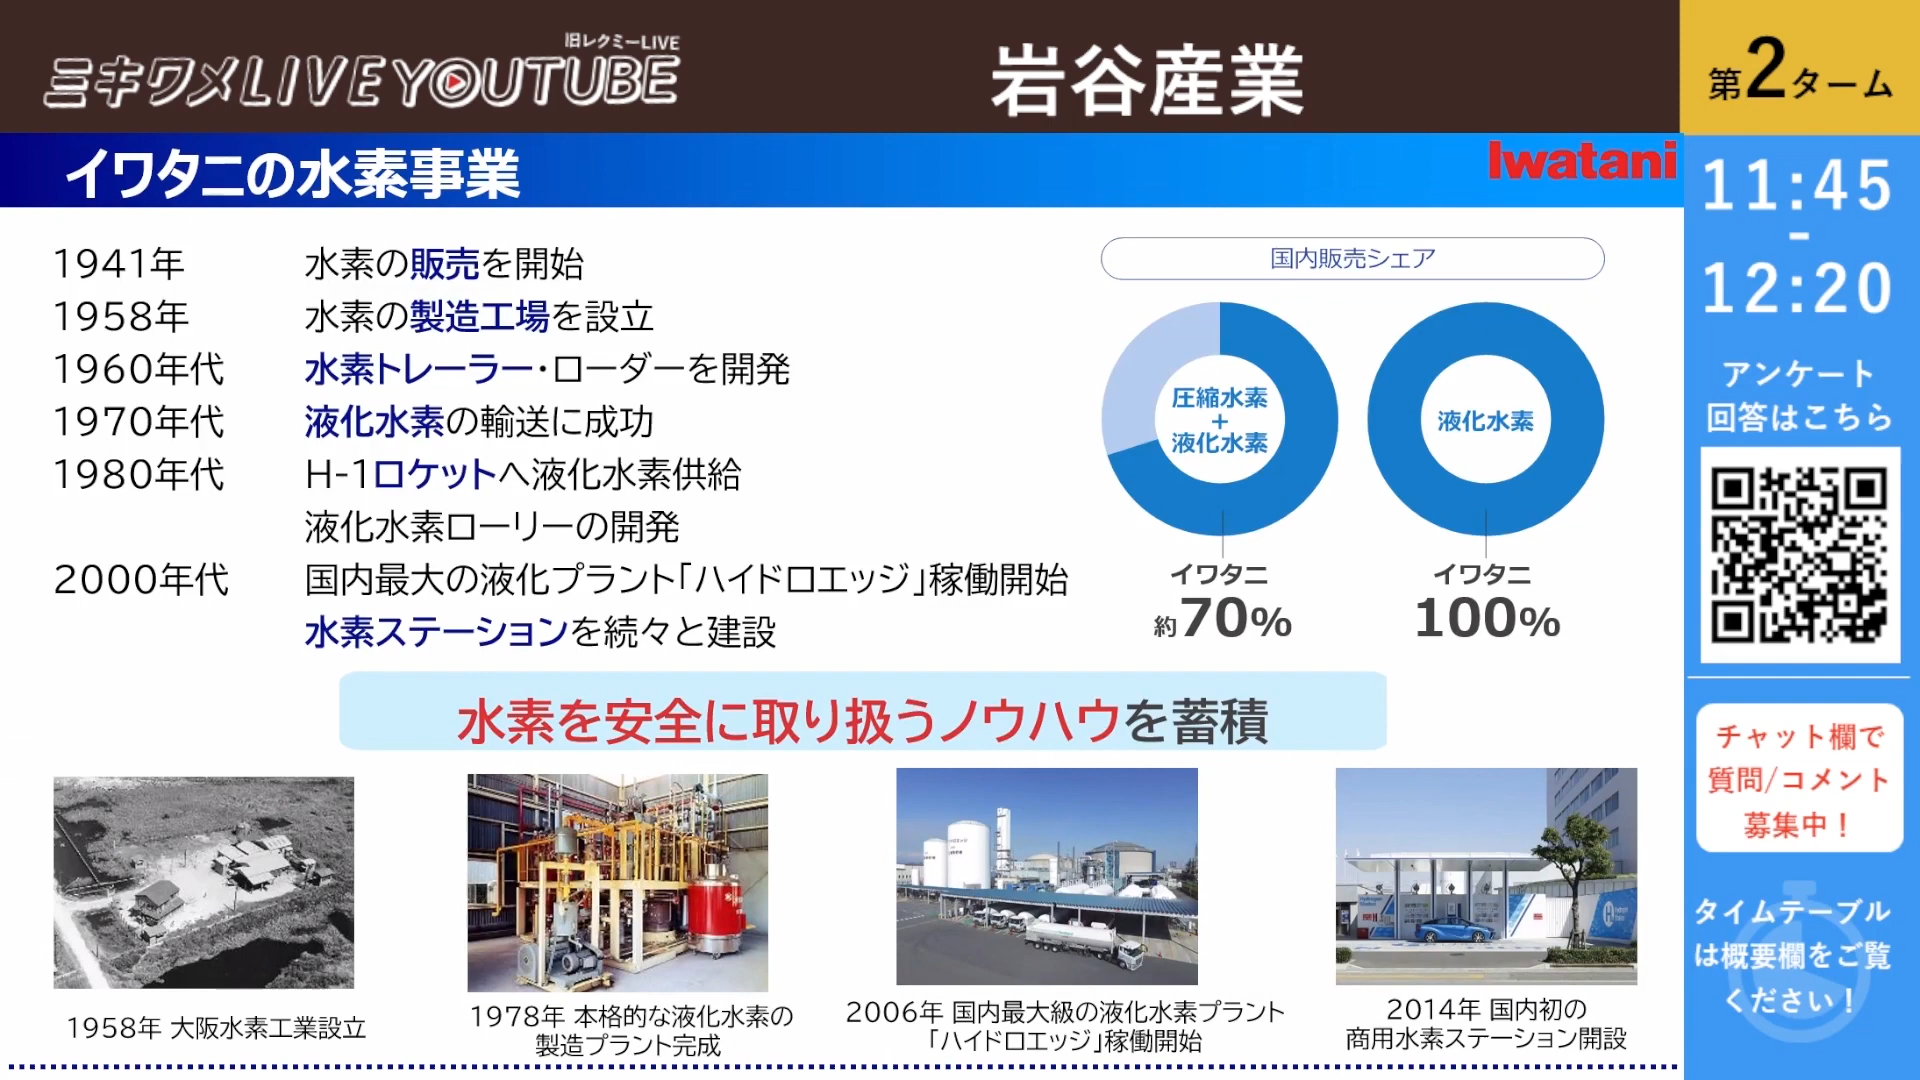 旧レクミーLIVE
ミキワメLIVE YOUTUBE
岩谷産業
第2ターム
イワタニの水素事業
Iwatani
11:45
-
12:20
アンケート
回答はこちら
1941年 水素の販売を開始
1958年 水素の製造工場を設立
1960年代 水素トレーラー・ローダーを開発
1970年代 液化水素の輸送に成功
1980年代 H-1ロケットへ液化水素供給
液化水素ローリーの開発
2000年代 国内最大の液化プラント「ハイドロエッジ」稼働開始
水素ステーションを続々と建設
国内販売シェア
圧縮水素
+
液化水素
イワタニ
約70%
液化水素
イワタニ
100%
水素を安全に取り扱うノウハウを蓄積
1958年 大阪水素工業設立
1978年 本格的な液化水素の
製造プラント完成
2006年 国内最大級の液化水素プラント
「ハイドロエッジ」稼働開始
2014年 国内初の
商用水素ステーション開設
チャット欄で
質問/コメント
募集中！
タイムテーブル
は概要欄をご覧
ください！